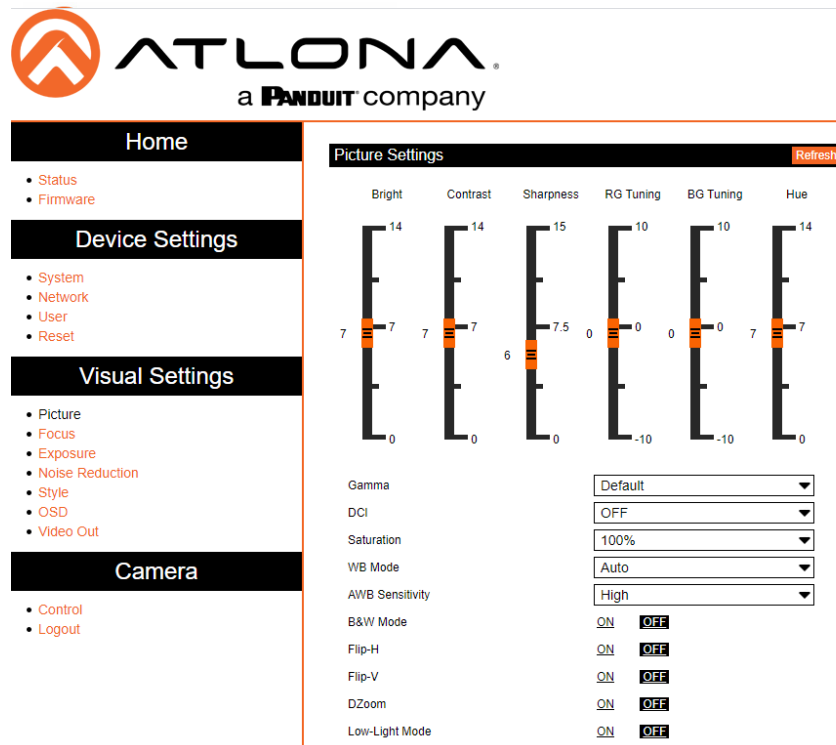 ATLONA
a PANDUIT company
Home
Status
Firmware
Device Settings
System
Network
User
Reset
Visual Settings
Picture
Focus
Exposure
Noise Reduction
Style
OSD
Video Out
Camera
Control
Logout
Picture Settings Refresh
Bright Contrast Sharpness RG Tuning BG Tuning Hue
14 14 15 10 10 14
7 7 7 7 7.5 0 0 0 0 7 7
6
0 0 0 -10 -10 0
Gamma Default
DCI OFF
Saturation 100%
WB Mode Auto
AWB Sensitivity High
B&W Mode ON OFF
Flip-H ON OFF
Flip-V ON OFF
DZoom ON OFF
Low-Light Mode ON OFF